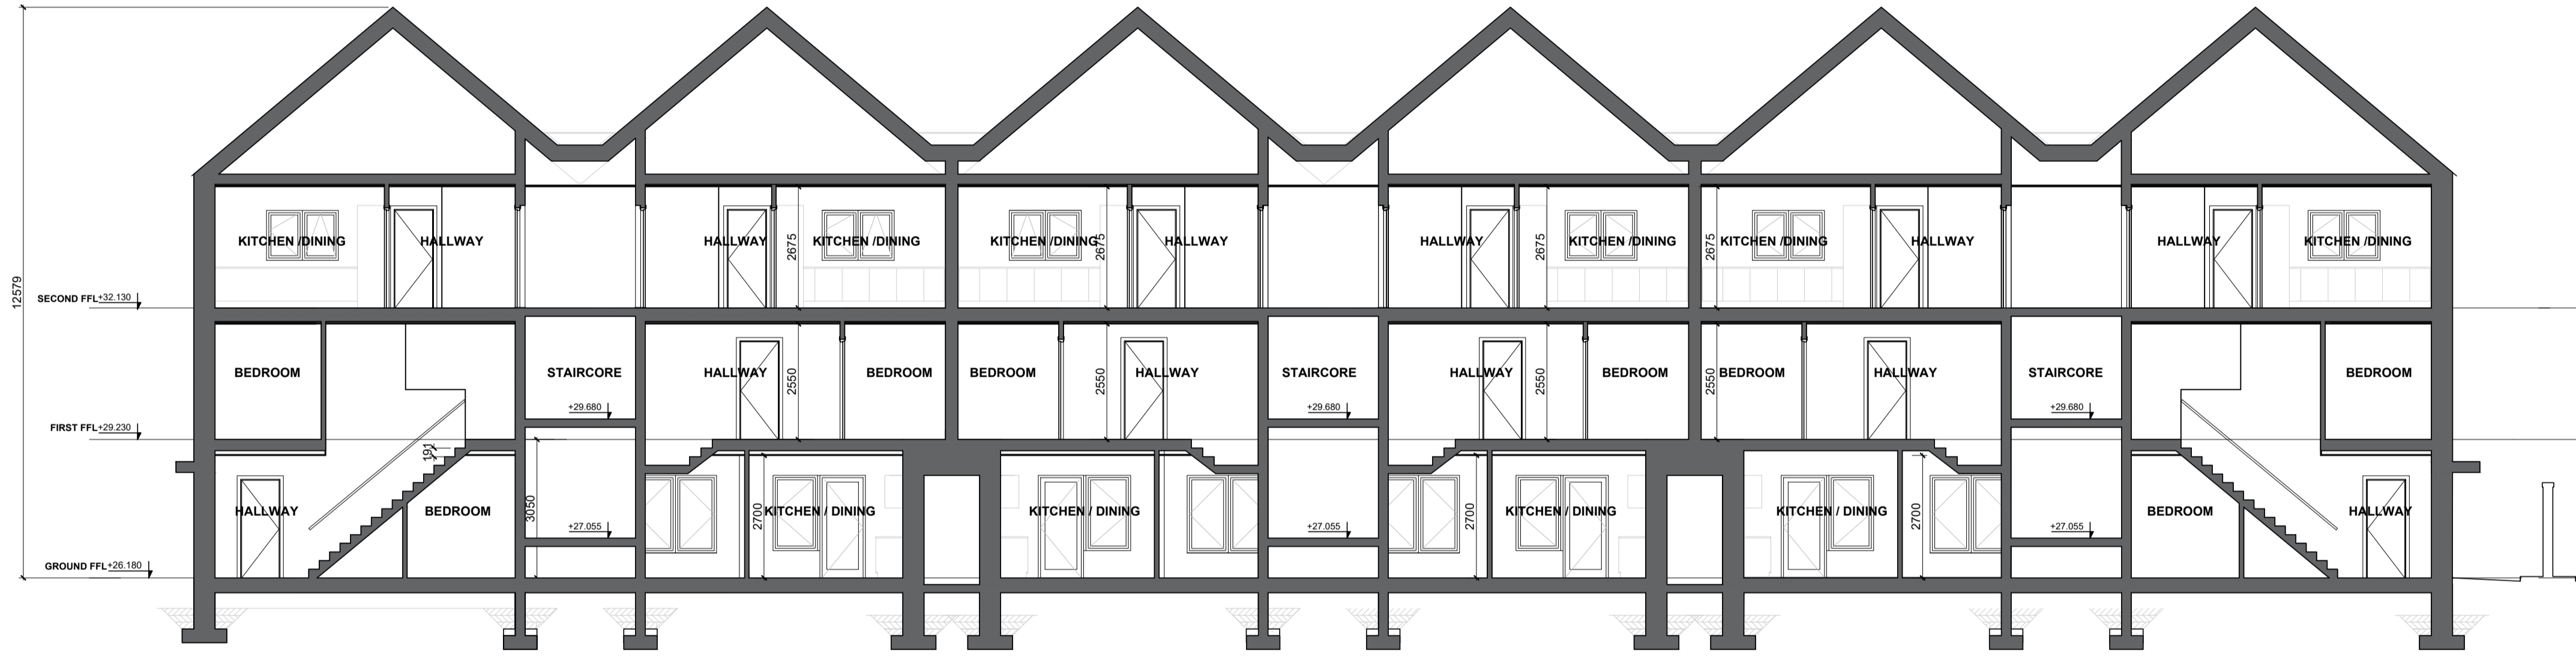 12579
SECOND FFL +32.130
KITCHEN /DINING
HALLWAY
HALLWAY
2675
KITCHEN /DINING
KITCHEN /DINING
2675
HALLWAY
HALLWAY
2675
KITCHEN /DINING
2675
KITCHEN /DINING
HALLWAY
HALLWAY
KITCHEN /DINING
FIRST FFL +29.230
BEDROOM
STAIRCORE
+29.680
HALLWAY
2550
BEDROOM
BEDROOM
2550
HALLWAY
STAIRCORE
+29.680
HALLWAY
2550
BEDROOM
2550
BEDROOM
HALLWAY
STAIRCORE
+29.680
BEDROOM
GROUND FFL +26.180
HALLWAY
191
BEDROOM
3050
+27.055
2700
KITCHEN / DINING
KITCHEN / DINING
+27.055
2700
KITCHEN / DINING
KITCHEN / DINING
2700
+27.055
BEDROOM
HALLWAY